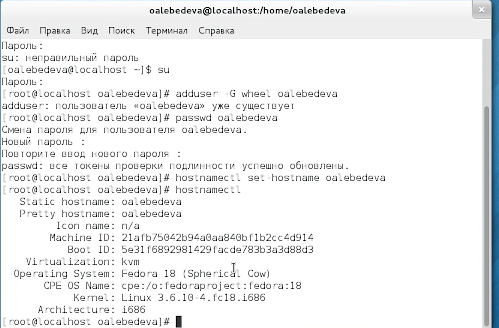 oalebedeva@localhost:/home/oalebedeva
Файл Правка Вид Поиск Терминал Справка
Пароль:
su: неправильный пароль
[oalebedeva@localhost ~]$ su
Пароль:
[root@localhost oalebedeva]# adduser -G wheel oalebedeva
adduser: пользователь «oalebedeva» уже существует
[root@localhost oalebedeva]# passwd oalebedeva
Смена пароля для пользователя oalebedeva.
Новый пароль :
Повторите ввод нового пароля :
passwd: все токены проверки подлинности успешно обновлены.
[root@localhost oalebedeva]# hostnamectl set-hostname oalebedeva
[root@localhost oalebedeva]# hostnamectl
Static hostname: oalebedeva
Pretty hostname: oalebedeva
Icon name: n/a
Machine ID: 21afb75042b94a0aa840bf1b2cc4d914
Boot ID: 5e31f6892981429facde783b3a3d88d3
Virtualization: kvm
Operating System: Fedora 18 (Spherical Cow)
CPE OS Name: cpe:/o:fedoraproject:fedora:18
Kernel: Linux 3.6.10-4.fc18.i686
Architecture: i686
[root@localhost oalebedeva]#